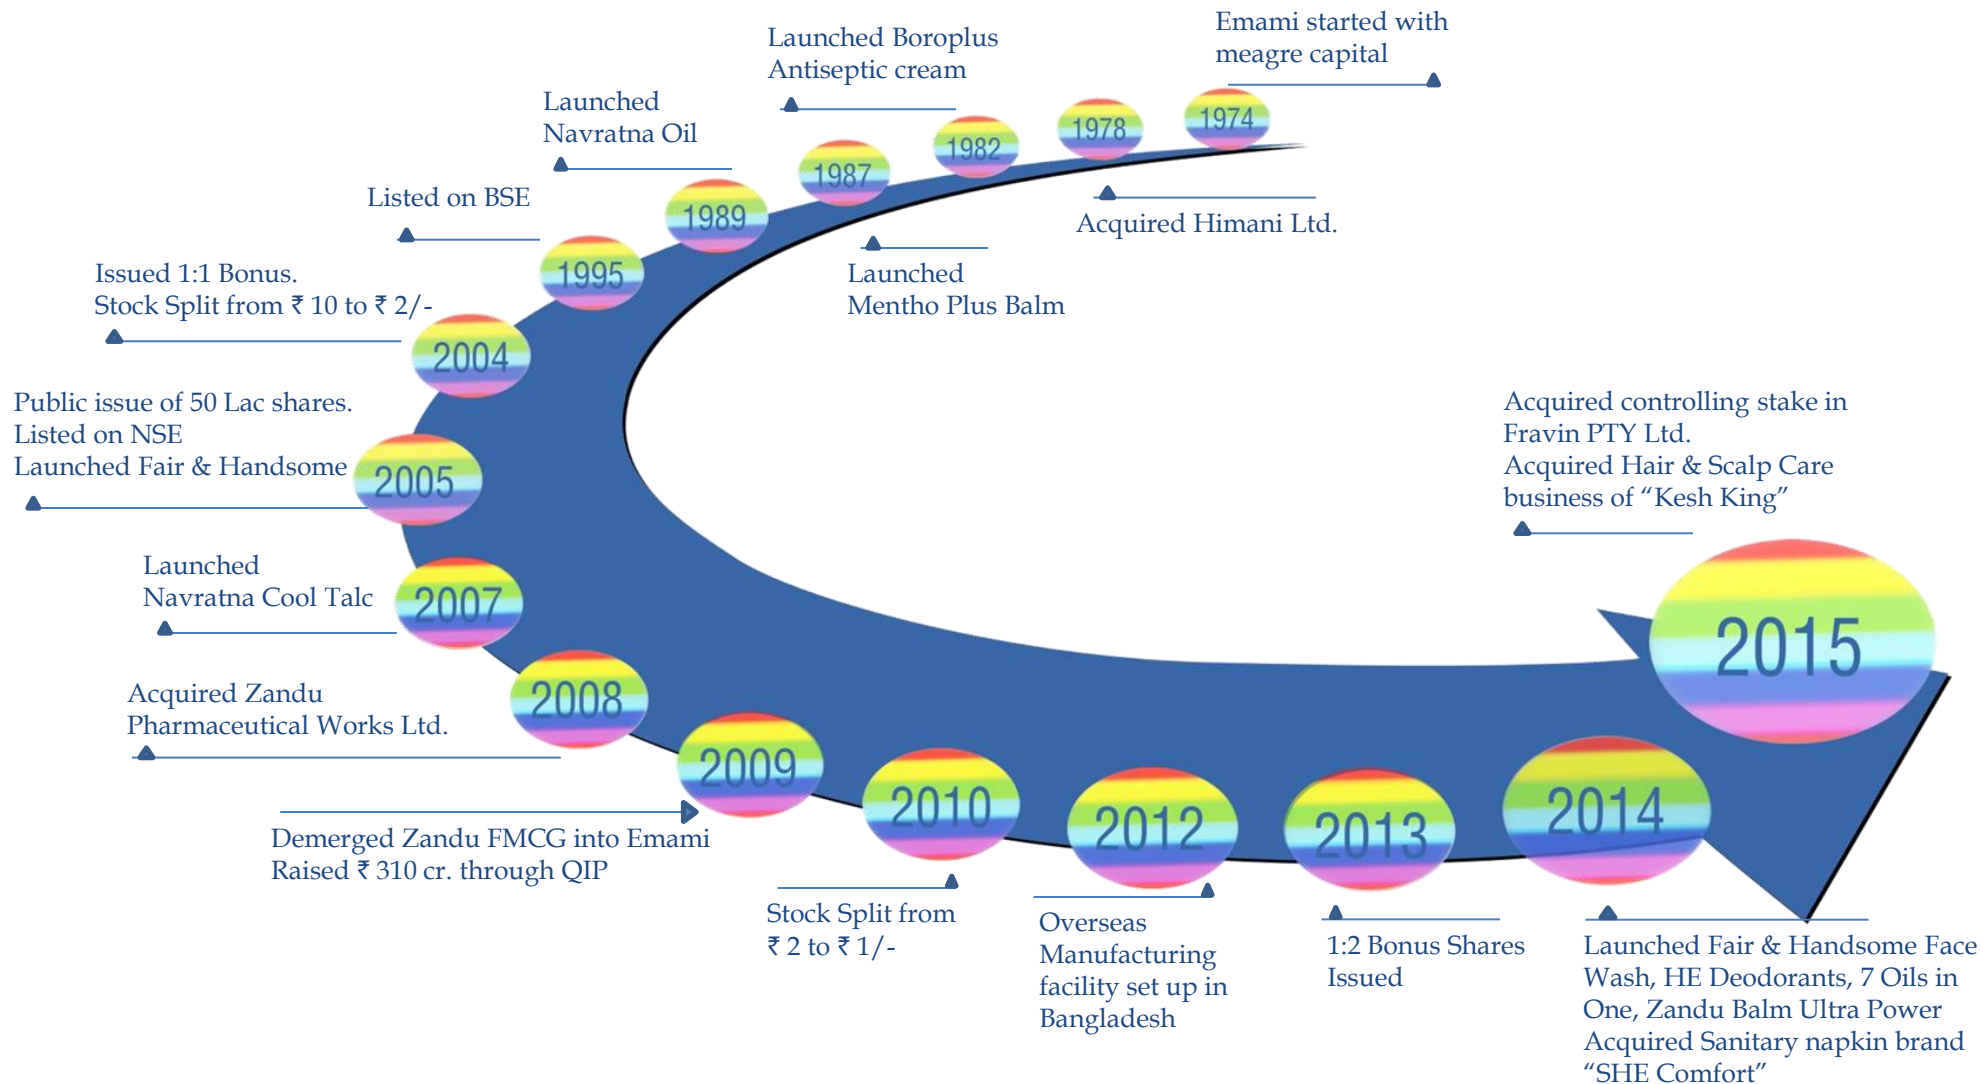 Emami started with
meagre capital
1974
1978
Acquired Himani Ltd.
Launched Boroplus
Antiseptic cream
1982
1987
Launched
Mentho Plus Balm
Launched
Navratna Oil
1989
Listed on BSE
1995
Issued 1:1 Bonus.
Stock Split from ₹ 10 to ₹ 2/-
2004
Public issue of 50 Lac shares.
Listed on NSE
Launched Fair & Handsome
2005
Launched
Navratna Cool Talc
2007
Acquired Zandu
Pharmaceutical Works Ltd.
2008
2009
Demerged Zandu FMCG into Emami
Raised ₹ 310 cr. through QIP
2010
Stock Split from
₹ 2 to ₹ 1/-
2012
Overseas
Manufacturing
facility set up in
Bangladesh
2013
1:2 Bonus Shares
Issued
2014
Launched Fair & Handsome Face
Wash, HE Deodorants, 7 Oils in
One, Zandu Balm Ultra Power
Acquired Sanitary napkin brand
“SHE Comfort”
Acquired controlling stake in
Fravin PTY Ltd.
Acquired Hair & Scalp Care
business of “Kesh King”
2015